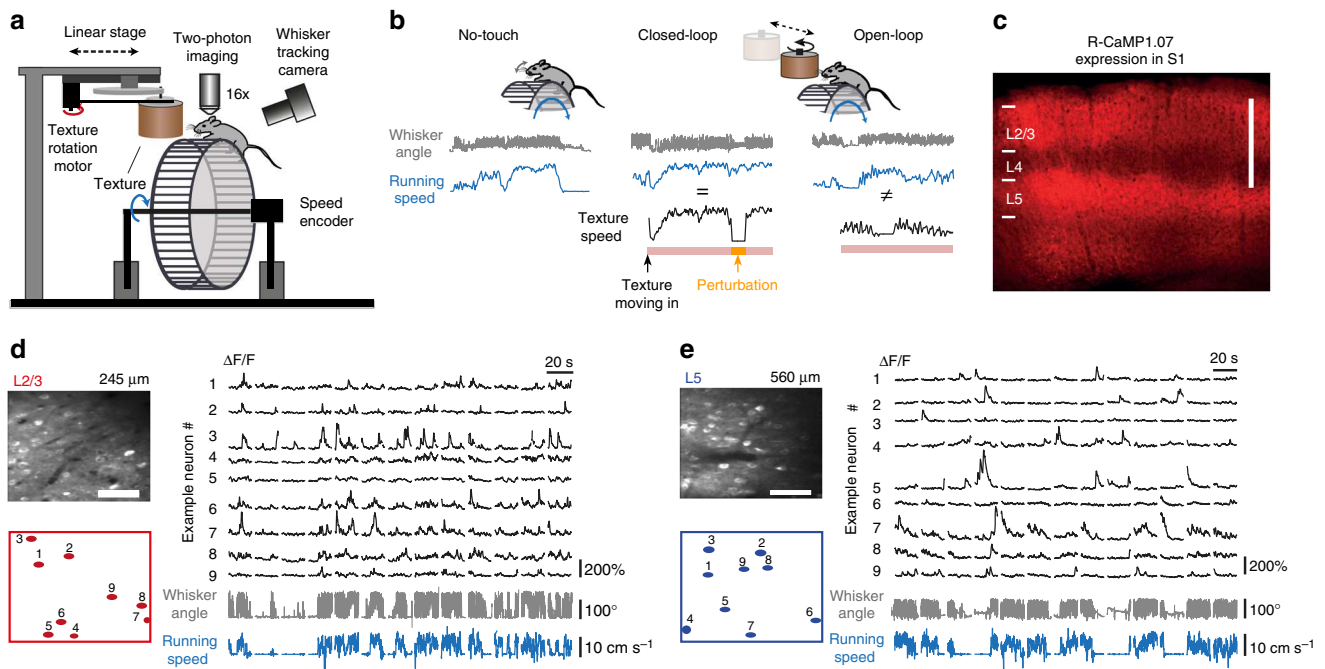 a
Linear stage
Two-photon
imaging
Whisker
tracking
camera
16x
Texture
rotation
motor
Texture
Speed
encoder
b
No-touch
Closed-loop
Open-loop
Whisker
angle
Running
speed
=
≠
Texture
speed
Texture
moving in
Perturbation
c
R-CaMP1.07
expression in S1
L2/3
L4
L5
d
L2/3
245 μm
ΔF/F
20 s
Example neuron #
1
2
3
4
5
6
7
8
9
200%
Whisker
angle
100°
Running
speed
10 cm s⁻¹
3
1
2
9
8
7
6
5
4
e
L5
560 μm
ΔF/F
20 s
Example neuron #
1
2
3
4
5
6
7
8
9
200%
Whisker
angle
100°
Running
speed
10 cm s⁻¹
3
2
1
9
8
5
4
7
6